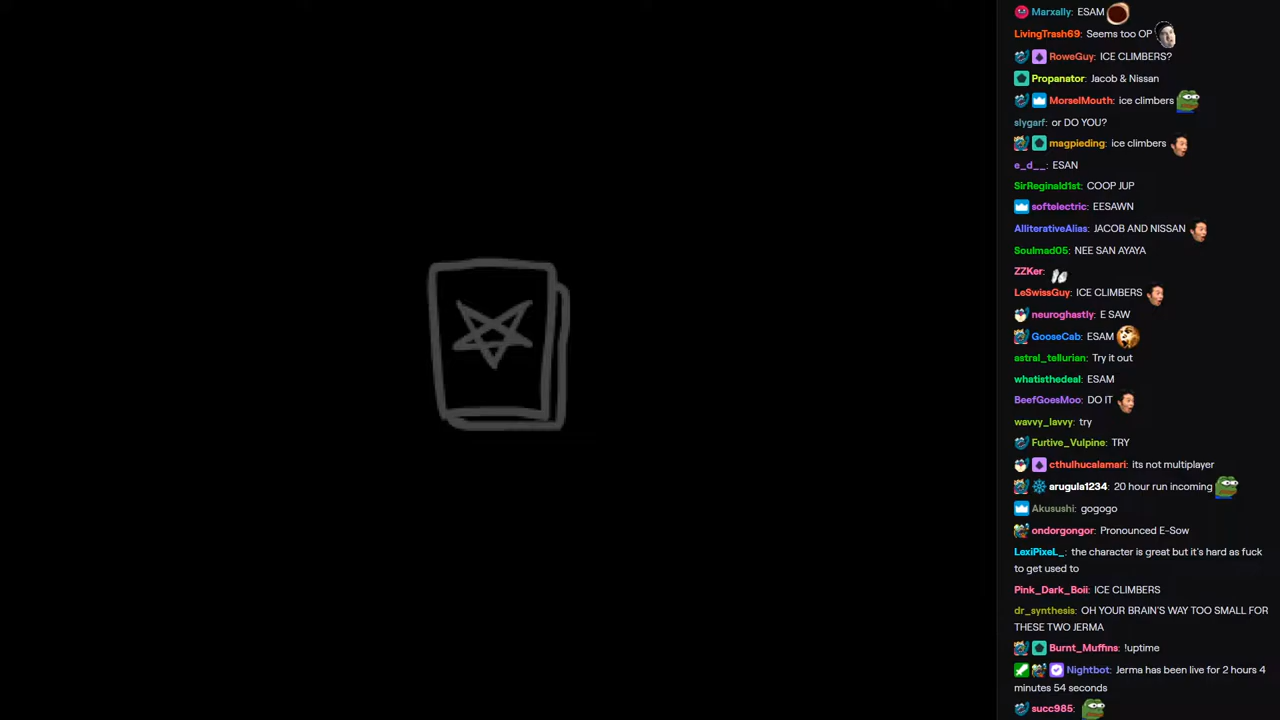 Marxally: ESAM
LivingTrash69: Seems too OP
RoweGuy: ICE CLIMBERS?
Propanator: Jacob & Nissan
MorselMouth: ice climbers
slygarf: or DO YOU?
magpieding: ice climbers
e_d__: ESAN
SirReginald1st: COOP JUP
softelectric: EESAWN
AlliterativeAlias: JACOB AND NISSAN
Soulmad05: NEE SAN AYAYA
ZZKer:
LeSwissGuy: ICE CLIMBERS
neuroghastly: E SAW
GooseCab: ESAM
astral_tellurian: Try it out
whatisthedeal: ESAM
BeefGoesMoo: DO IT
wavvy_lavvy: try
Furtive_Vulpine: TRY
cthulhucalamari: its not multiplayer
arugula1234: 20 hour run incoming
Akusushi: gogogo
ondorgongor: Pronounced E-Sow
LexiPixeL_: the character is great but it's hard as fuck
to get used to
Pink_Dark_Boii: ICE CLIMBERS
dr_synthesis: OH YOUR BRAIN'S WAY TOO SMALL FOR
THESE TWO JERMA
Burnt_Muffins: !uptime
Nightbot: Jerma has been live for 2 hours 4
minutes 54 seconds
succ985: